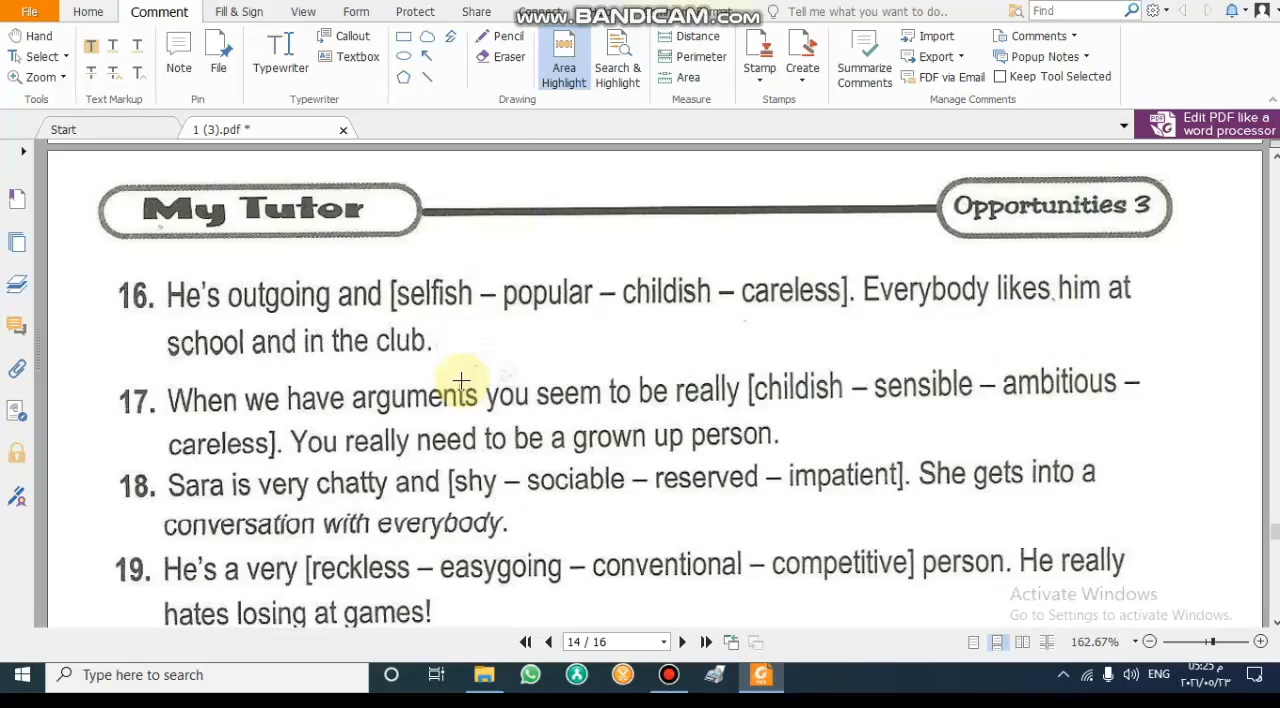 www.BANDICAM.com
File Home Comment Fill & Sign View Form Protect Share Tell me what you want to do.. Find
Hand Callout Pencil Distance Import Comments
Select Note File Typewriter Textbox Eraser Area Highlight Search & Highlight Perimeter Stamp Create Summarize Comments Export Popup Notes
Zoom Area FDF via Email Keep Tool Selected
Tools Text Markup Pin Typewriter Drawing Measure Stamps Manage Comments
Start 1 (3).pdf * Edit PDF like a word processor
My Tutor Opportunities 3
16. He's outgoing and [selfish – popular – childish – careless]. Everybody likes him at
school and in the club.
17. When we have arguments you seem to be really [childish – sensible – ambitious –
careless]. You really need to be a grown up person.
18. Sara is very chatty and [shy – sociable – reserved – impatient]. She gets into a
conversation with everybody.
19. He's a very [reckless – easygoing – conventional – competitive] person. He really
hates losing at games!
Activate Windows
Go to Settings to activate Windows.
14 / 16 162.67%
Type here to search ENG 05:25 م
٢٠٢١/٠٥/٢٣